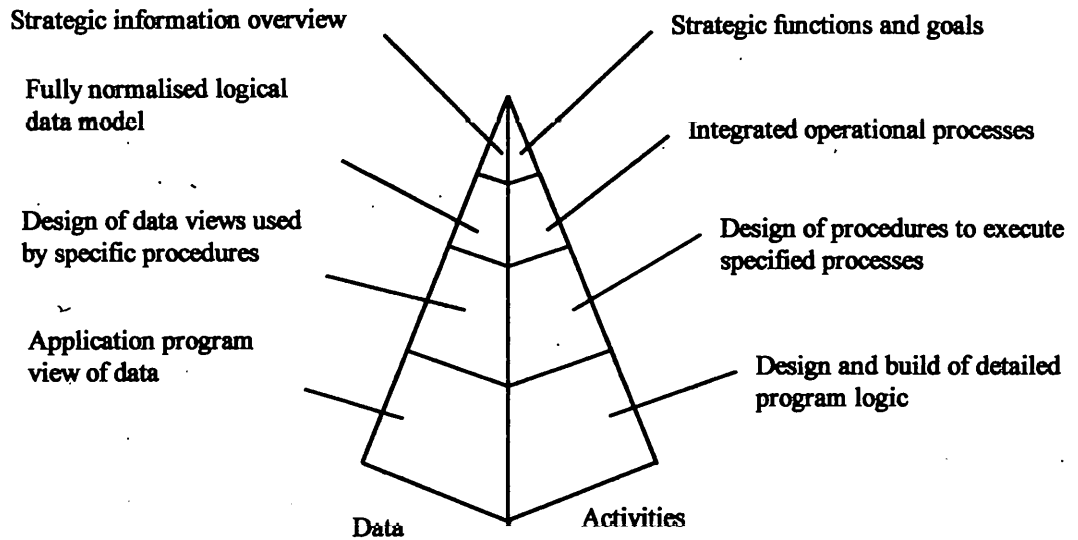 Strategic information overview
Strategic functions and goals
Fully normalised logical
data model
Integrated operational processes
Design of data views used
by specific procedures
Design of procedures to execute
specified processes
Application program
view of data
Design and build of detailed
program logic
Data
Activities